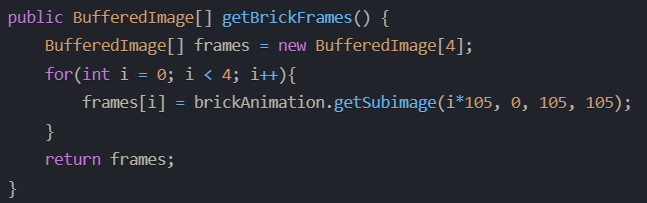 public BufferedImage[] getBrickFrames() {
    BufferedImage[] frames = new BufferedImage[4];
    for(int i = 0; i < 4; i++){
        frames[i] = brickAnimation.getSubimage(i*105, 0, 105, 105);
    }
    return frames;
}